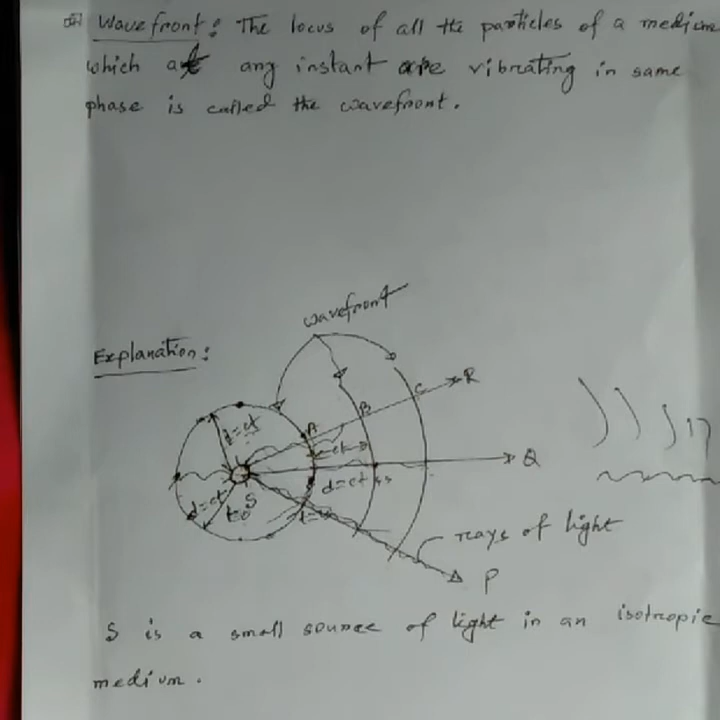 Wavefront: The locus of all the particles of a medium
which at any instant are vibrating in same
phase is called the wavefront.
wavefront
Explanation:
R
C
B
A
d=ct
ct
Q
d=ct
d=ct
S
t=0
rays of light
P
S is a small source of light in an isotropic
medium.